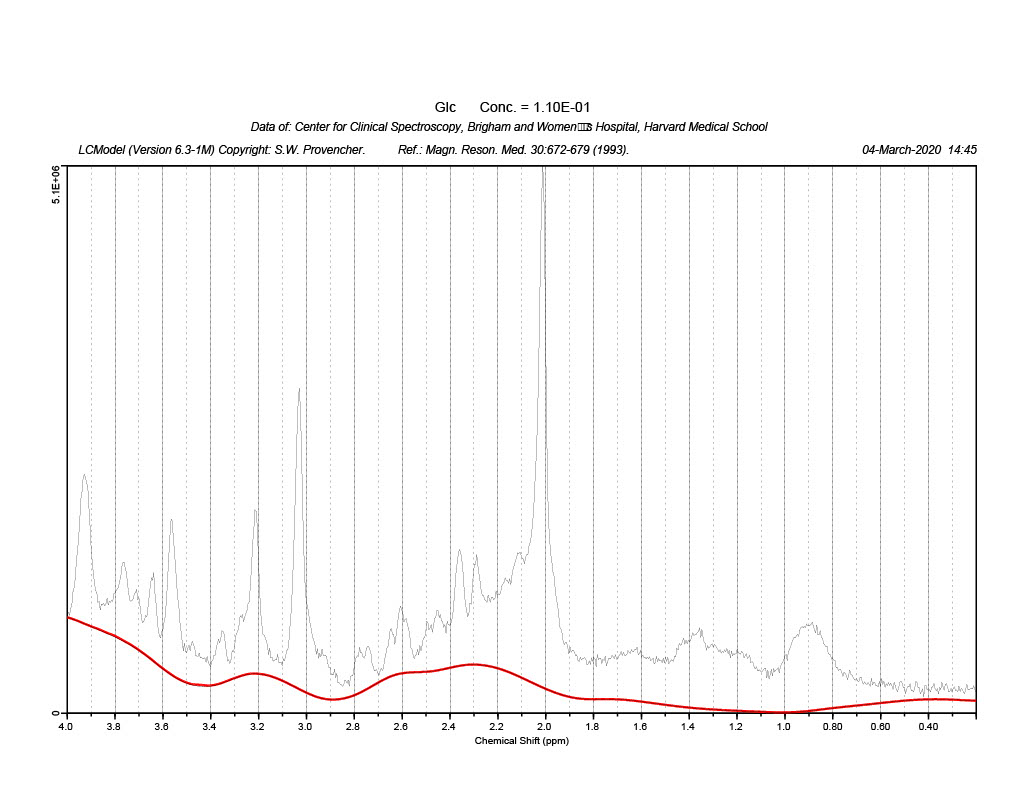 Glc Conc. = 1.10E-01
Data of: Center for Clinical Spectroscopy, Brigham and Women□□s Hospital, Harvard Medical School
LCModel (Version 6.3-1M) Copyright: S.W. Provencher. Ref.: Magn. Reson. Med. 30:672-679 (1993). 04-March-2020 14:45
5.1E+06
0
4.0 3.8 3.6 3.4 3.2 3.0 2.8 2.6 2.4 2.2 2.0 1.8 1.6 1.4 1.2 1.0 0.80 0.60 0.40
Chemical Shift (ppm)